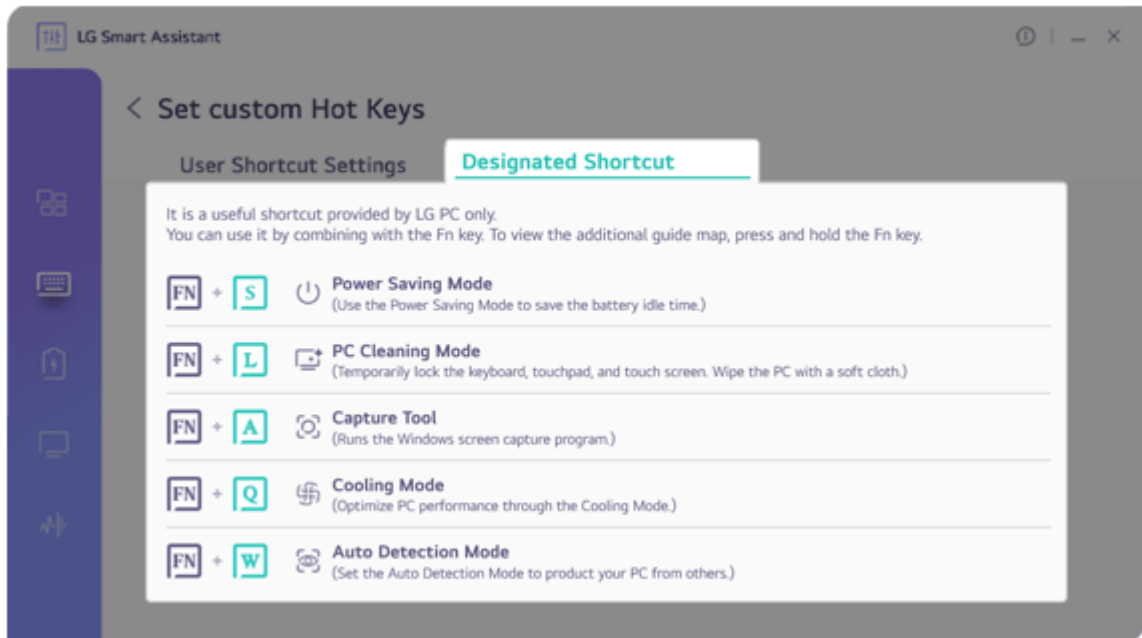 LG Smart Assistant
Set custom Hot Keys
User Shortcut Settings
Designated Shortcut
It is a useful shortcut provided by LG PC only.
You can use it by combining with the Fn key. To view the additional guide map, press and hold the Fn key.
FN + S Power Saving Mode
(Use the Power Saving Mode to save the battery idle time.)
FN + L PC Cleaning Mode
(Temporarily lock the keyboard, touchpad, and touch screen. Wipe the PC with a soft cloth.)
FN + A Capture Tool
(Runs the Windows screen capture program.)
FN + Q Cooling Mode
(Optimize PC performance through the Cooling Mode.)
FN + W Auto Detection Mode
(Set the Auto Detection Mode to product your PC from others.)